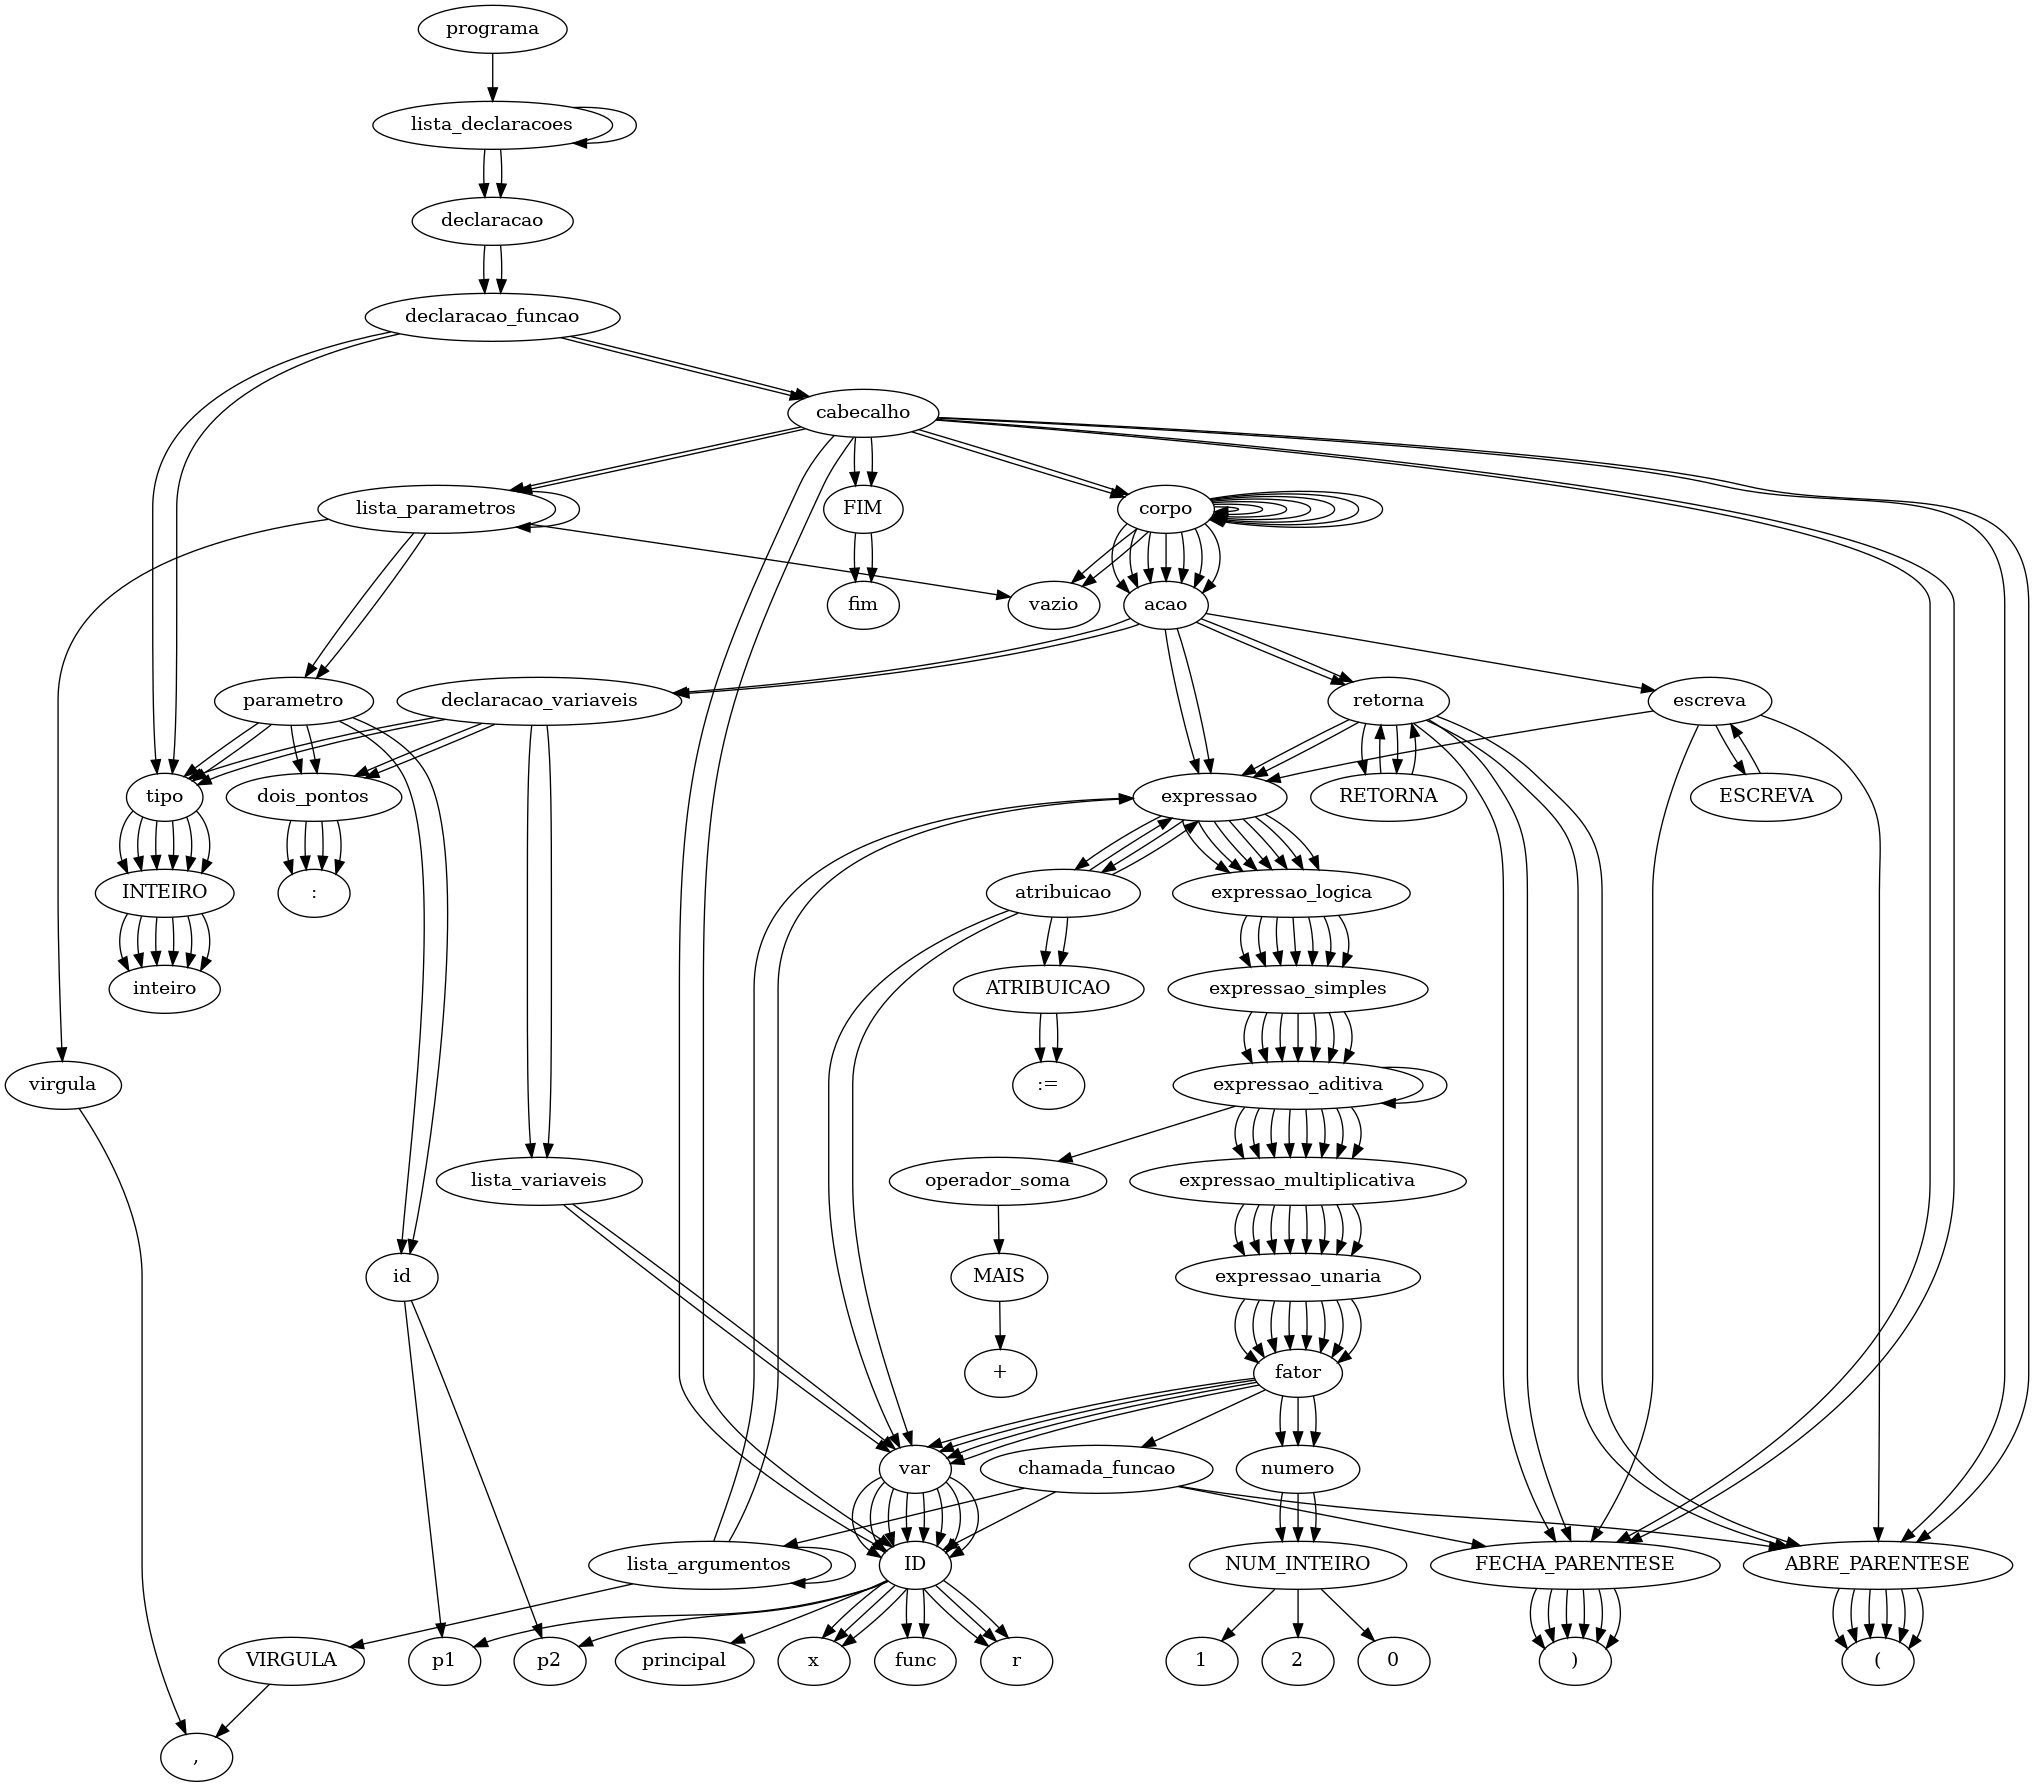 programa
lista_declaracoes
declaracao
declaracao_funcao
cabecalho
lista_parametros
FIM
corpo
fim
vazio
acao
parametro
declaracao_variaveis
retorna
escreva
tipo
dois_pontos
expressao
RETORNA
ESCREVA
INTEIRO
:
atribuicao
expressao_logica
inteiro
ATRIBUICAO
expressao_simples
virgula
:=
expressao_aditiva
lista_variaveis
operador_soma
expressao_multiplicativa
id
MAIS
expressao_unaria
+
fator
var
chamada_funcao
numero
lista_argumentos
ID
NUM_INTEIRO
FECHA_PARENTESE
ABRE_PARENTESE
VIRGULA
p1
p2
principal
x
func
r
1
2
0
)
(
,